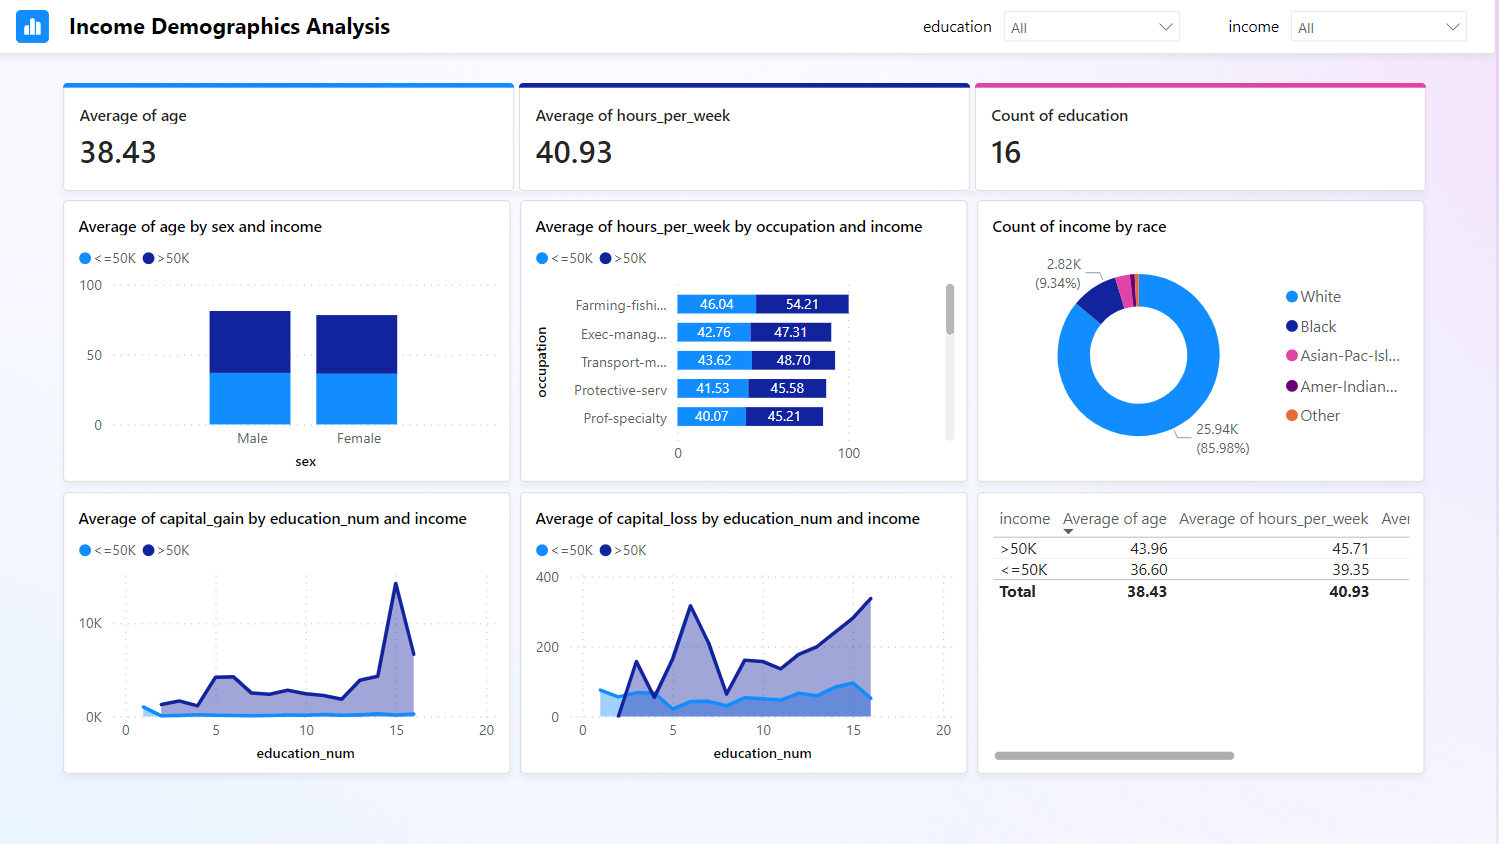 Income Demographics Analysis
education
All
income
All
Average of age
38.43
Average of hours_per_week
40.93
Count of education
16
Average of age by sex and income
<=50K >50K
100
50
0
Male Female
sex
Average of hours_per_week by occupation and income
<=50K >50K
occupation
Farming-fishi... 46.04 54.21
Exec-manag... 42.76 47.31
Transport-m... 43.62 48.70
Protective-serv 41.53 45.58
Prof-specialty 40.07 45.21
0 100
Count of income by race
2.82K
(9.34%)
25.94K
(85.98%)
White
Black
Asian-Pac-Isl...
Amer-Indian...
Other
Average of capital_gain by education_num and income
<=50K >50K
10K
0K
0 5 10 15 20
education_num
Average of capital_loss by education_num and income
<=50K >50K
400
200
0
0 5 10 15 20
education_num
income Average of age Average of hours_per_week Aver
>50K 43.96 45.71
<=50K 36.60 39.35
Total 38.43 40.93